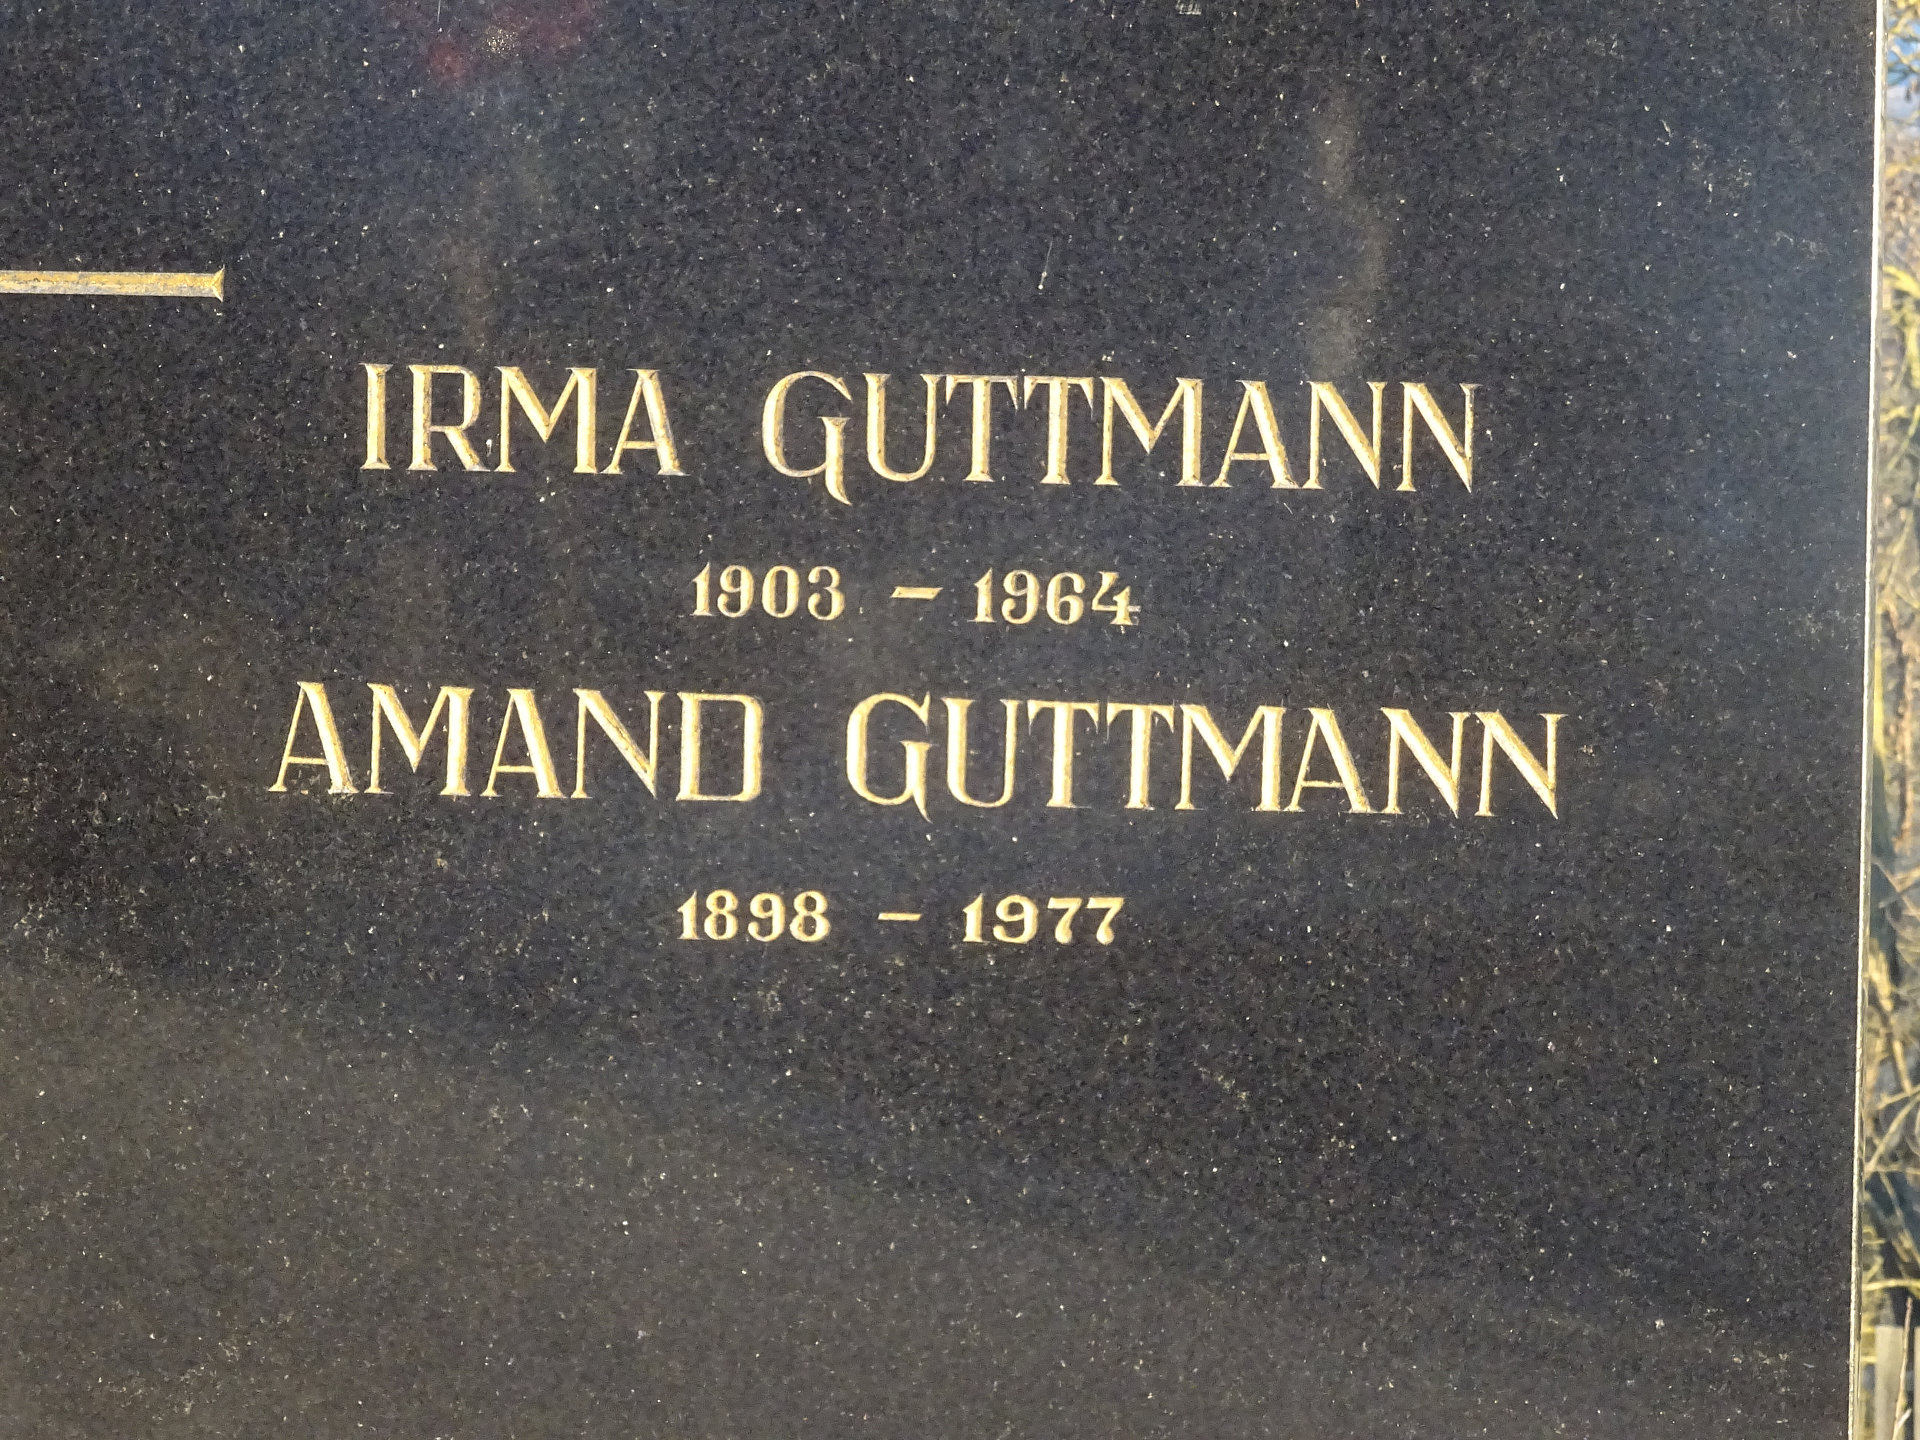 IRMA GUTTMANN
1903 – 1964
AMAND GUTTMANN
1898 – 1977